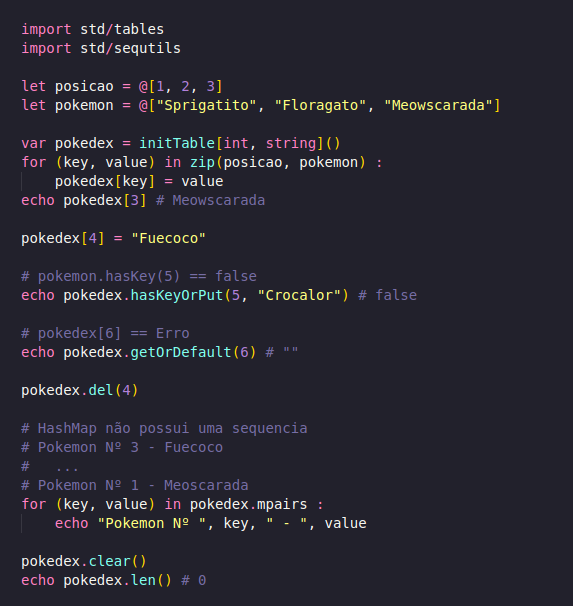 import std/tables
import std/sequtils
let posicao = @[1, 2, 3]
let pokemon = @["Sprigatito", "Floragato", "Meowscarada"]
var pokedex = initTable[int, string]()
for (key, value) in zip(posicao, pokemon) :
    pokedex[key] = value
echo pokedex[3] # Meowscarada
pokedex[4] = "Fuecoco"
# pokemon.hasKey(5) == false
echo pokedex.hasKeyOrPut(5, "Crocalor") # false
# pokedex[6] == Erro
echo pokedex.getOrDefault(6) # ""
pokedex.del(4)
# HashMap não possui uma sequencia
# Pokemon Nº 3 - Fuecoco
#   ...
# Pokemon Nº 1 - Meoscarada
for (key, value) in pokedex.mpairs :
    echo "Pokemon Nº ", key, " - ", value
pokedex.clear()
echo pokedex.len() # 0